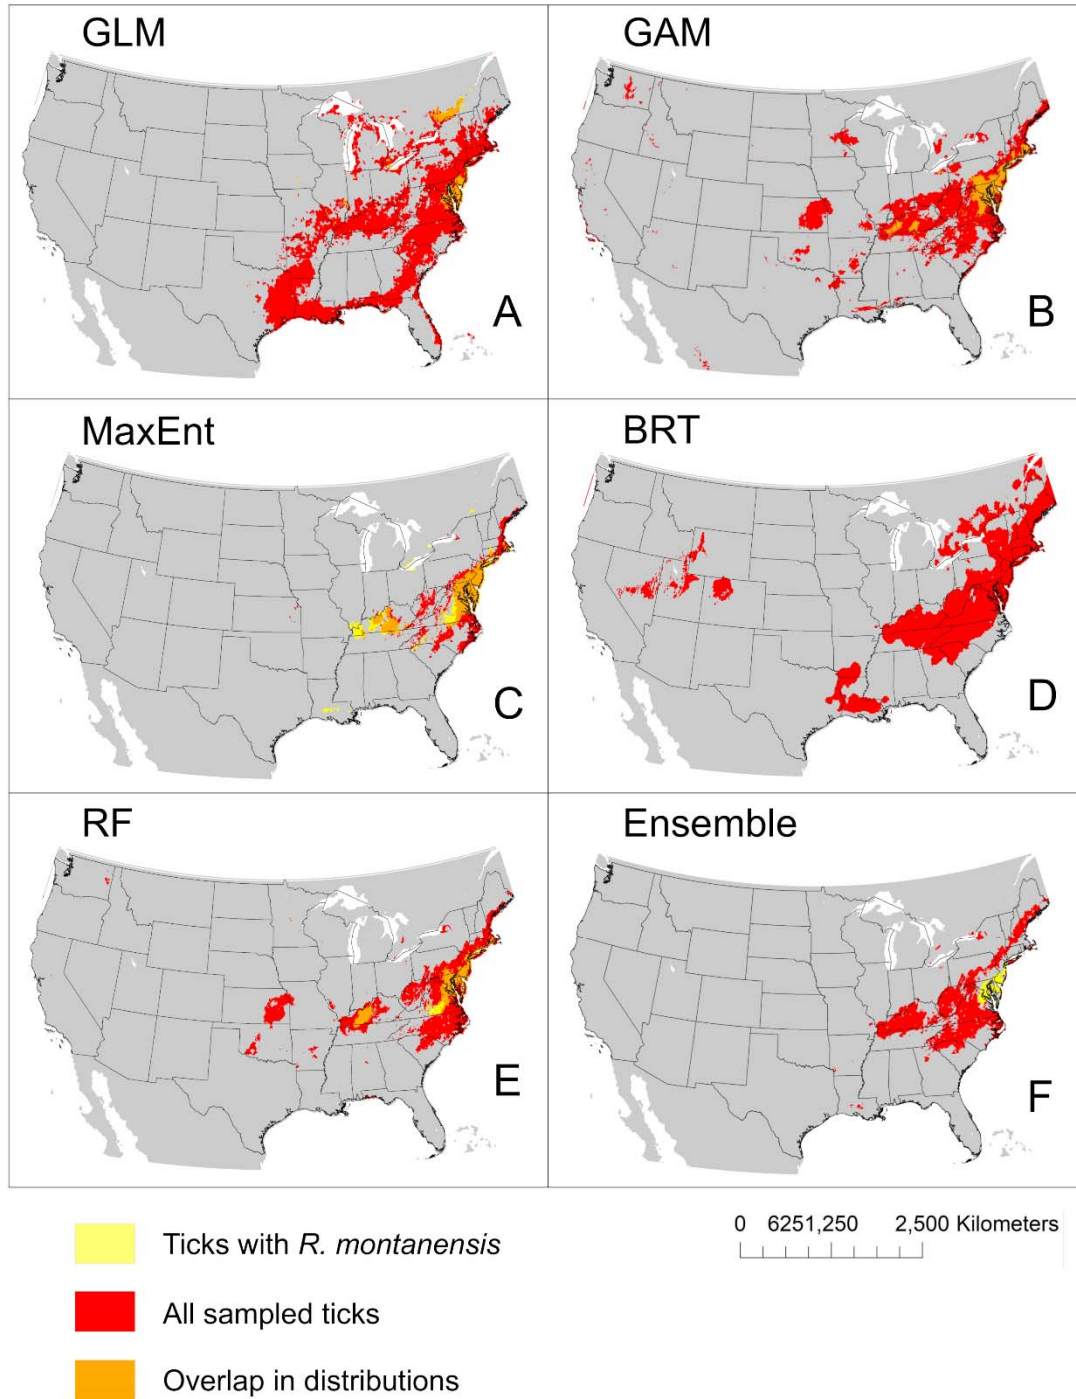 GLM
A
GAM
B
MaxEnt
C
BRT
D
RF
E
Ensemble
F
Ticks with R. montanensis
All sampled ticks
Overlap in distributions
0 6251,250 2,500 Kilometers